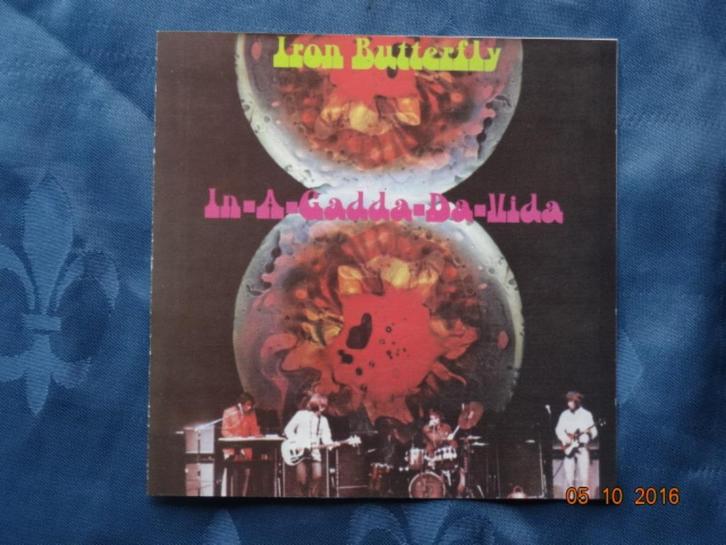 Iron Butterfly
In-A-Gadda-Da-Vida
05 10 2016